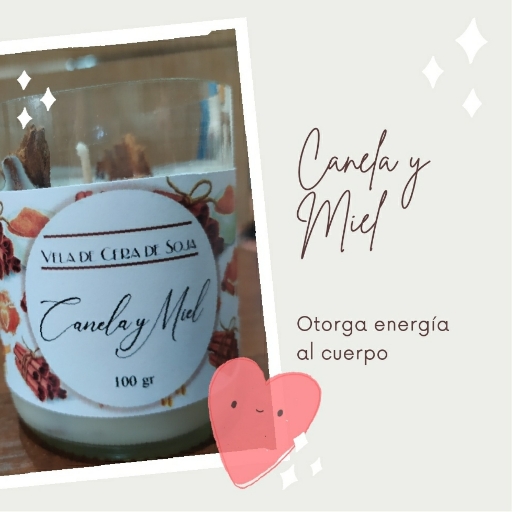 Vela de Cera de Soja
Canela y Miel
100 gr
Canela y
Miel
Otorga energía
al cuerpo